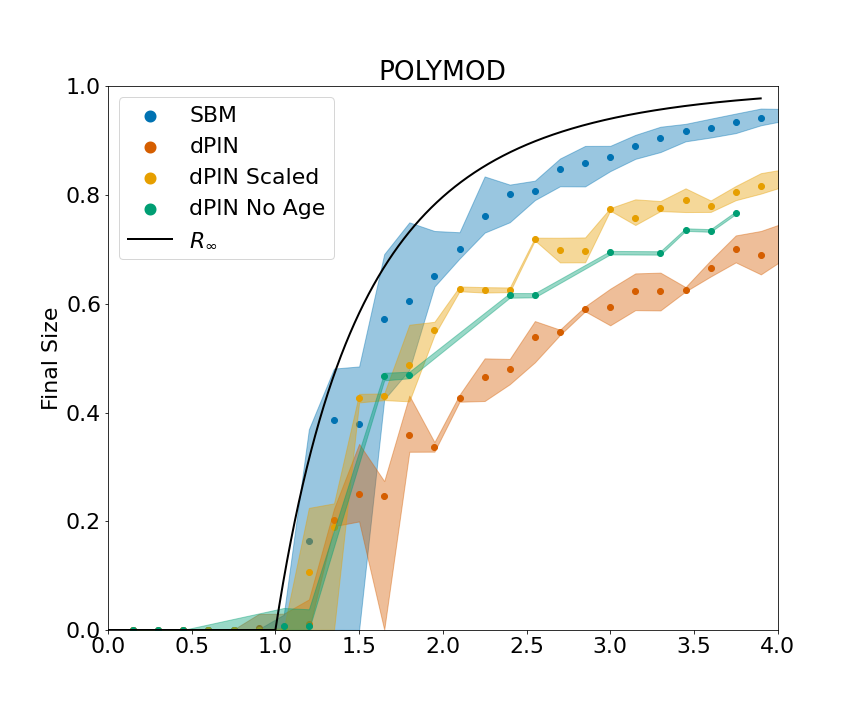 POLYMOD
SBM
dPIN
dPIN Scaled
dPIN No Age
R∞
Final Size
1.0
0.8
0.6
0.4
0.2
0.0
0.0 0.5 1.0 1.5 2.0 2.5 3.0 3.5 4.0